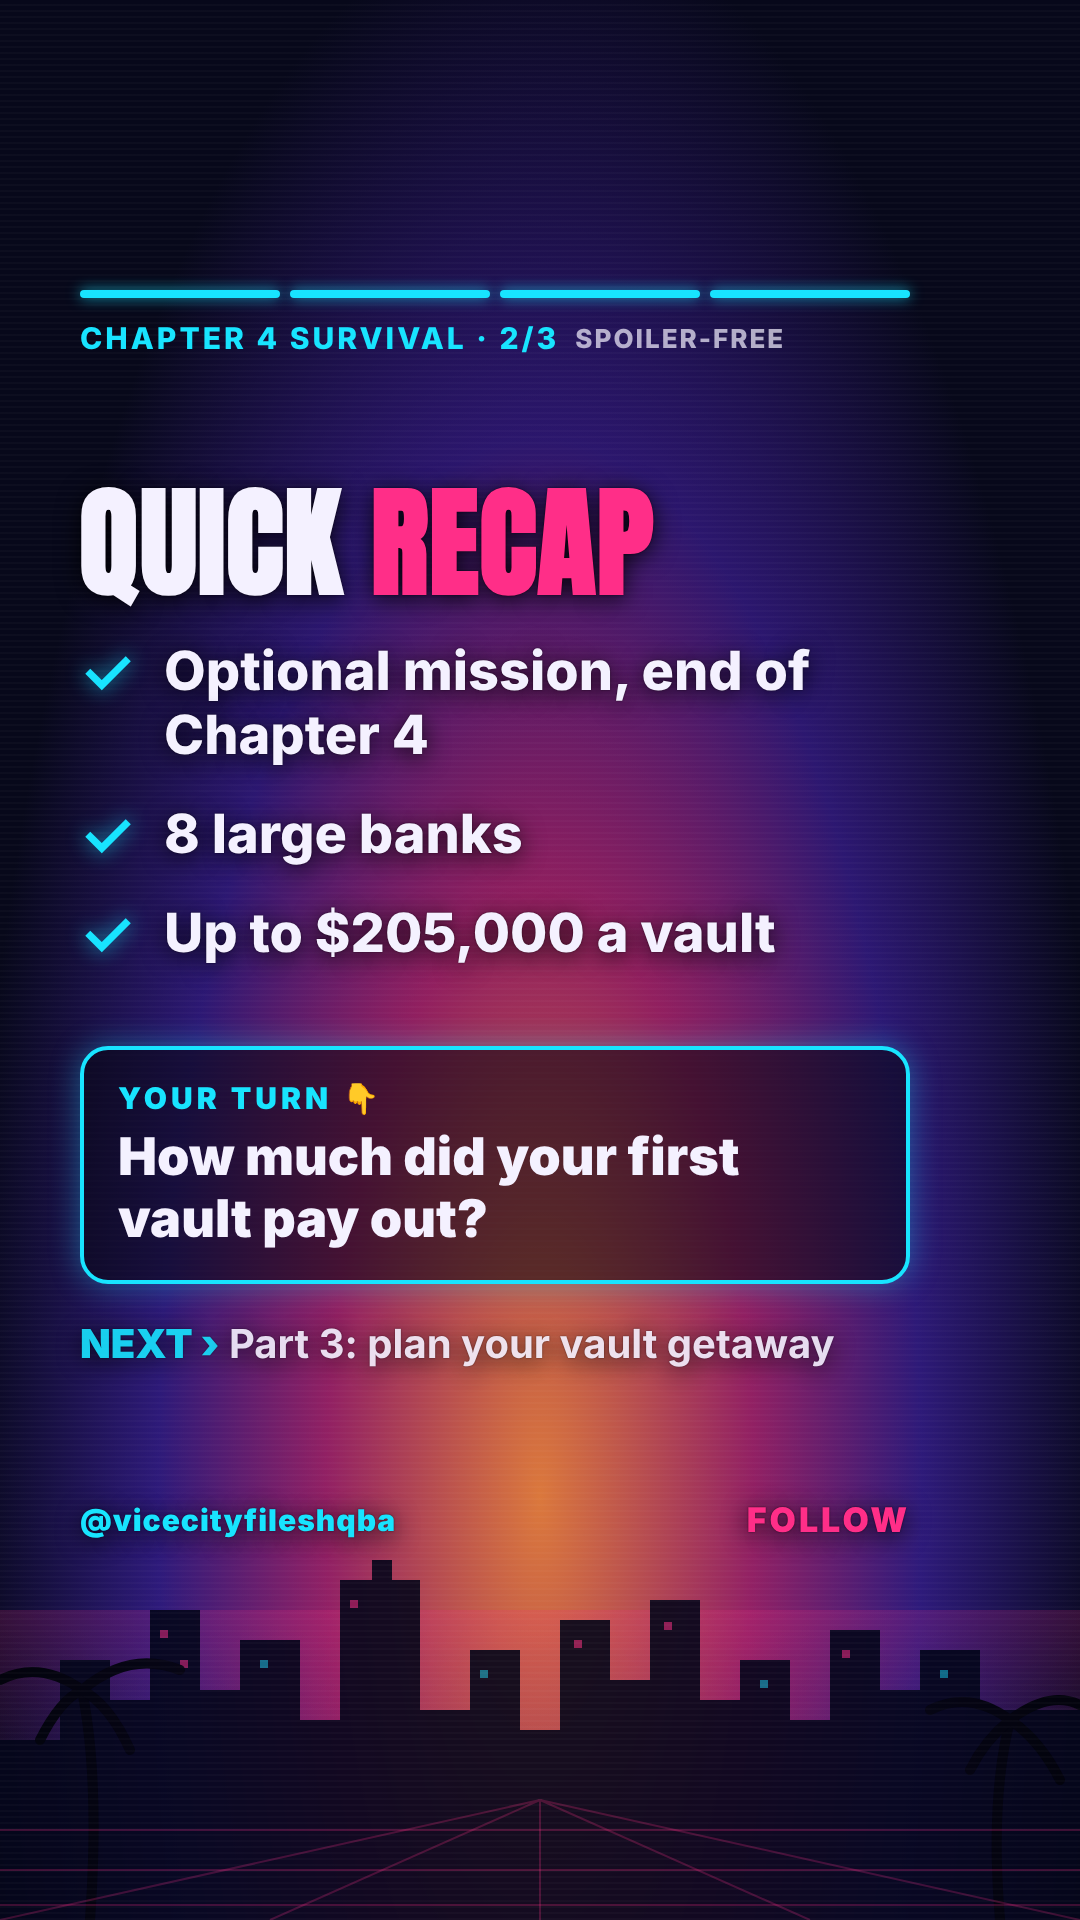 CHAPTER 4 SURVIVAL · 2/3 SPOILER-FREE
QUICK RECAP
Optional mission, end of
Chapter 4
8 large banks
Up to $205,000 a vault
YOUR TURN 👇
How much did your first
vault pay out?
NEXT › Part 3: plan your vault getaway
@vicecityfileshqba
FOLLOW